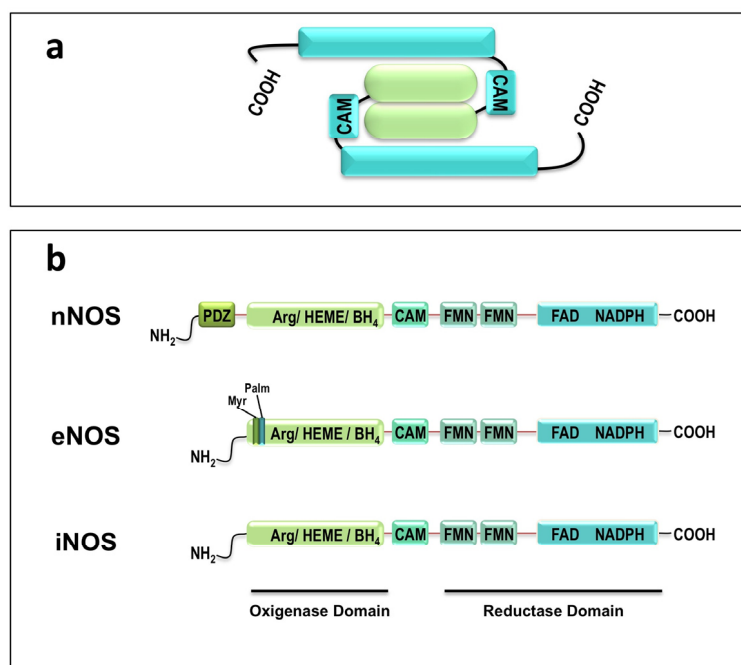 a
COOH
CAM
CAM
COOH
b
nNOS
NH2
PDZ
Arg/ HEME/ BH4
CAM
FMN
FMN
FAD NADPH
COOH
Palm
Myr
eNOS
NH2
Arg/ HEME / BH4
CAM
FMN
FMN
FAD NADPH
COOH
iNOS
NH2
Arg/ HEME / BH4
CAM
FMN
FMN
FAD NADPH
COOH
Oxigenase Domain
Reductase Domain